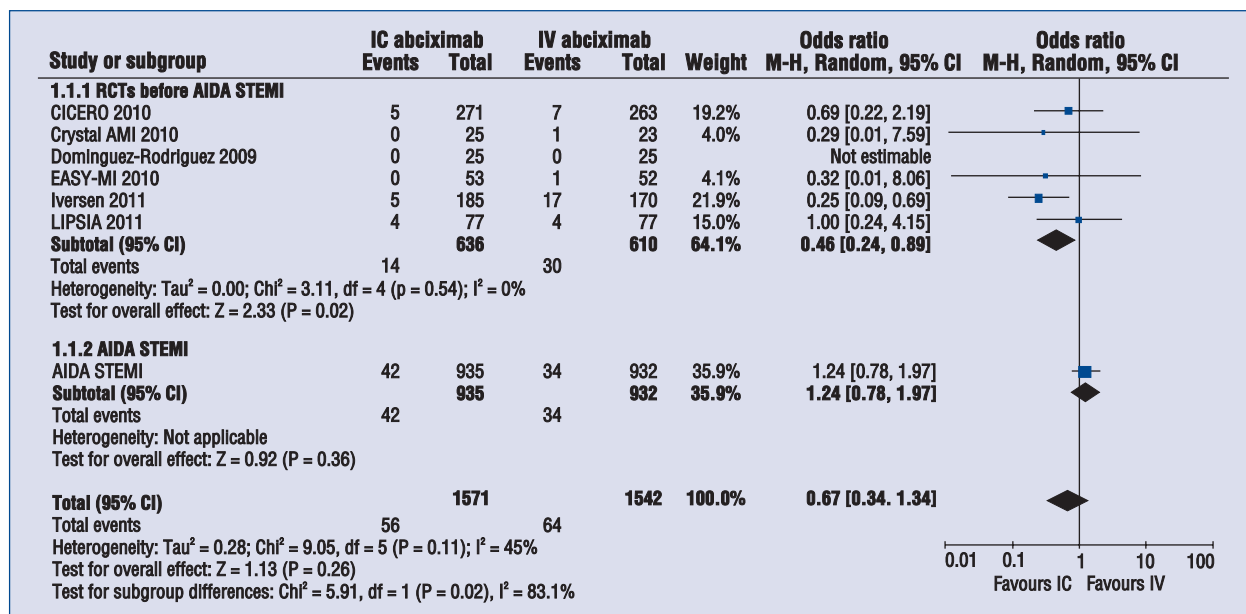 IC abciximab IV abciximab Odds ratio Odds ratio
Study or subgroup Events Total Events Total Weight M-H, Random, 95% CI M-H, Random, 95% CI
1.1.1 RCTs before AIDA STEMI
CICERO 2010 5 271 7 263 19.2% 0.69 [0.22, 2.19]
Crystal AMI 2010 0 25 1 23 4.0% 0.29 [0.01, 7.59]
Dominguez-Rodriguez 2009 0 25 0 25 Not estimable
EASY-MI 2010 0 53 1 52 4.1% 0.32 [0.01, 8.06]
Iversen 2011 5 185 17 170 21.9% 0.25 [0.09, 0.69]
LIPSIA 2011 4 77 4 77 15.0% 1.00 [0.24, 4.15]
Subtotal (95% CI) 636 610 64.1% 0.46 [0.24, 0.89]
Total events 14 30
Heterogeneity: Tau² = 0.00; Chi² = 3.11, df = 4 (p = 0.54); I² = 0%
Test for overall effect: Z = 2.33 (P = 0.02)
1.1.2 AIDA STEMI
AIDA STEMI 42 935 34 932 35.9% 1.24 [0.78, 1.97]
Subtotal (95% CI) 935 932 35.9% 1.24 [0.78, 1.97]
Total events 42 34
Heterogeneity: Not applicable
Test for overall effect: Z = 0.92 (P = 0.36)
Total (95% CI) 1571 1542 100.0% 0.67 [0.34. 1.34]
Total events 56 64
Heterogeneity: Tau² = 0.28; Chi² = 9.05, df = 5 (P = 0.11); I² = 45%
Test for overall effect: Z = 1.13 (P = 0.26)
Test for subgroup differences: Chi² = 5.91, df = 1 (P = 0.02), I² = 83.1%
0.01 0.1 1 10 100
Favours IC Favours IV